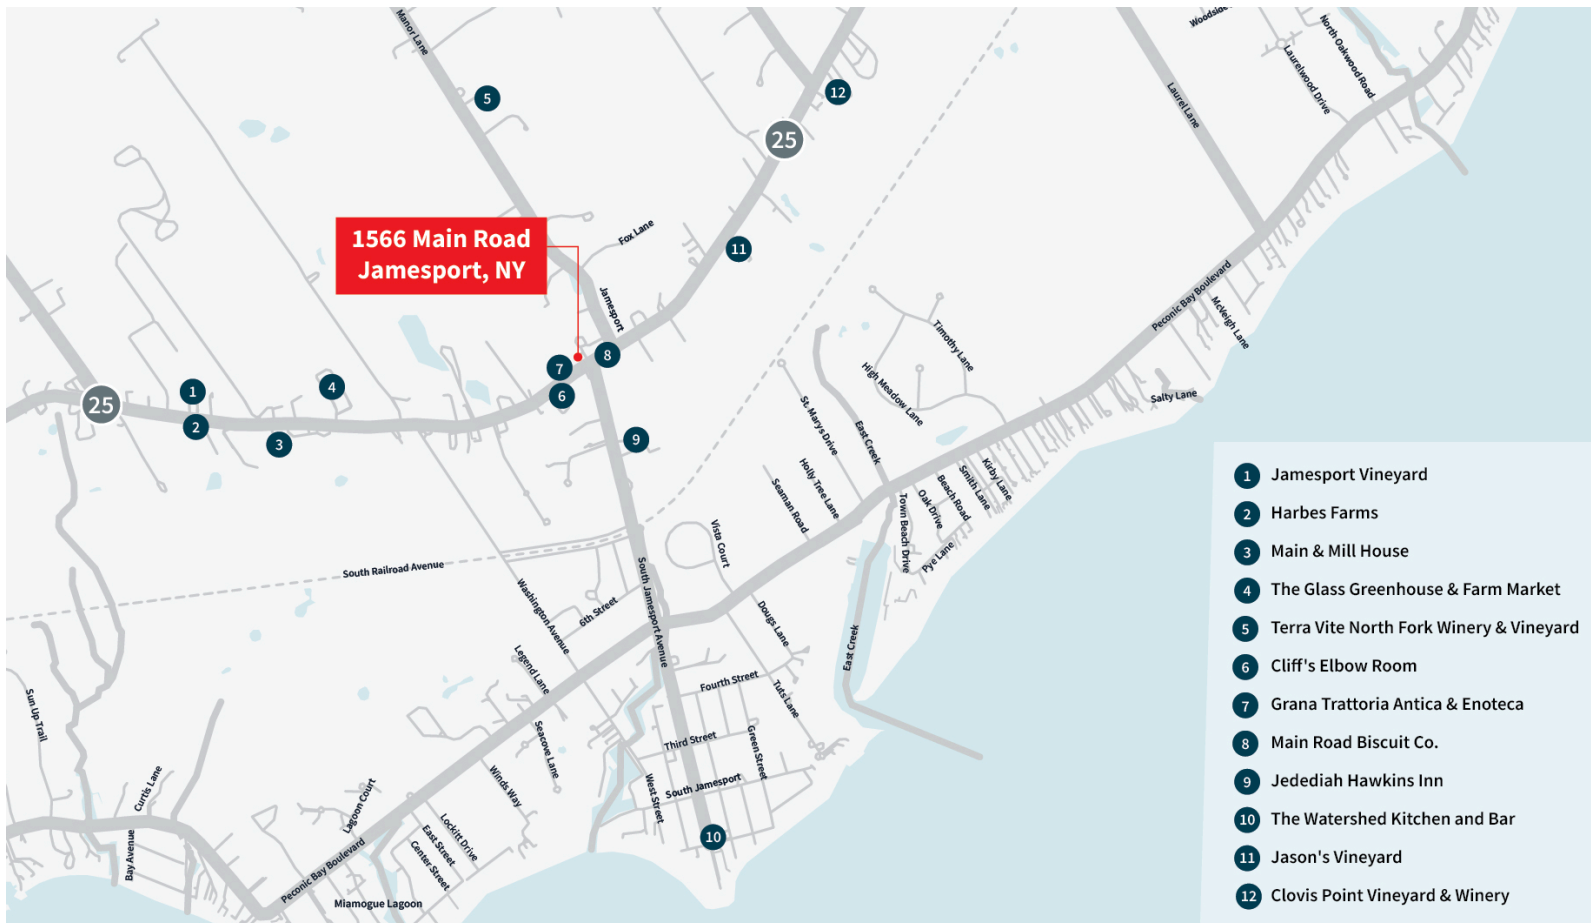 Manor Lane
Woodside
North Oakwood Road
Laurelwood Drive
5
12
Laurel Lane
25
1566 Main Road
Jamesport, NY
Fox Lane
11
Peconic Bay Boulevard
Jamesport
McVeigh Lane
Timothy Lane
8
7
High Meadow Lane
1
4
6
25
Salty Lane
2
3
St. Marys Drive
East Creek
9
Holly Tree Lane
Kirby Lane
Smith Lane
Beach Road
Oak Drive
Seaman Road
Town Beach Drive
Vista Court
Pye Lane
South Railroad Avenue
South Jamesport Avenue
Washington Avenue
6th Street
Dougs Lane
East Creek
Legend Lane
Fourth Street
Tuts Lane
Sun Up Trail
Seacove Lane
Third Street
Green Street
Winds Way
Curtis Lane
West Street
South Jamesport
Lagoon Court
Lockitt Drive
10
East Street
Bay Avenue
Center Street
Peconic Bay Boulevard
Miamogue Lagoon
1 Jamesport Vineyard
2 Harbes Farms
3 Main & Mill House
4 The Glass Greenhouse & Farm Market
5 Terra Vite North Fork Winery & Vineyard
6 Cliff's Elbow Room
7 Grana Trattoria Antica & Enoteca
8 Main Road Biscuit Co.
9 Jedediah Hawkins Inn
10 The Watershed Kitchen and Bar
11 Jason's Vineyard
12 Clovis Point Vineyard & Winery